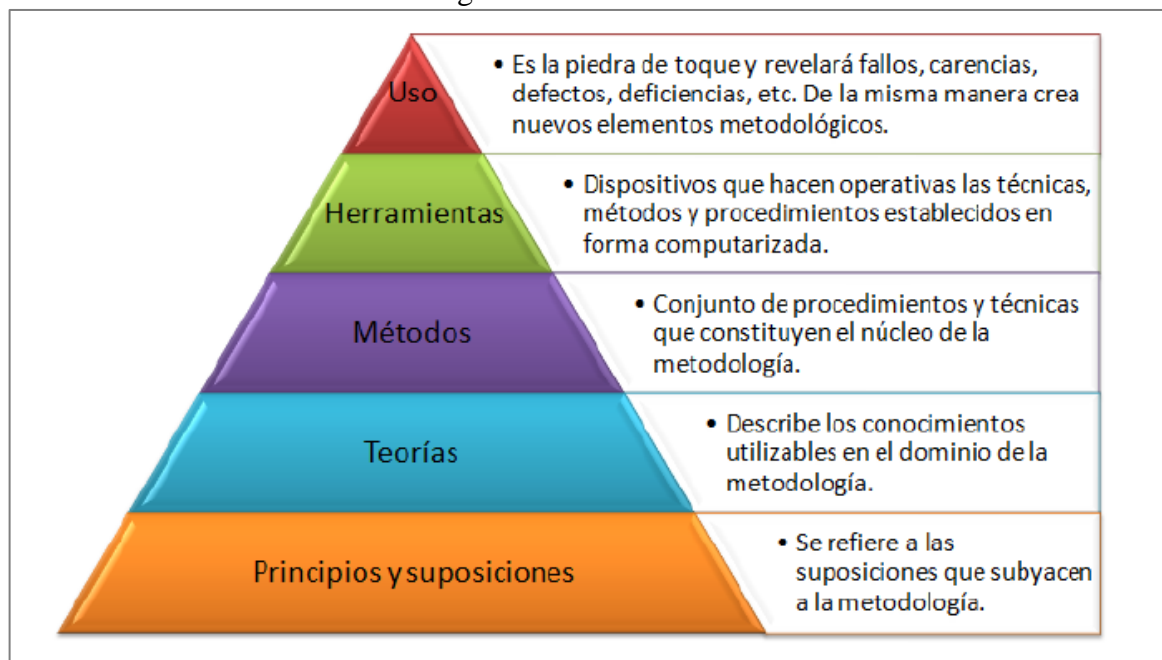 Uso
• Es la piedra de toque y revelará fallos, carencias,
defectos, deficiencias, etc. De la misma manera crea
nuevos elementos metodológicos.
Herramientas
• Dispositivos que hacen operativas las técnicas,
métodos y procedimientos establecidos en
forma computarizada.
Métodos
• Conjunto de procedimientos y técnicas
que constituyen el núcleo de la
metodología.
Teorías
• Describe los conocimientos
utilizables en el dominio de la
metodología.
Principios y suposiciones
• Se refiere a las
suposiciones que subyacen
a la metodología.